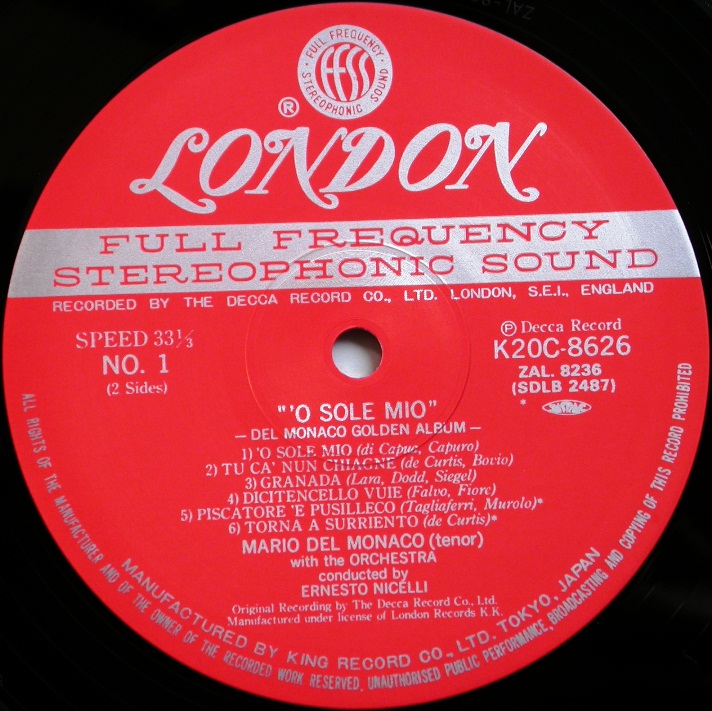 FULL FREQUENCY
FFSS
STEREOPHONIC SOUND
®
LONDON
FULL FREQUENCY
STEREOPHONIC SOUND
RECORDED BY THE DECCA RECORD CO., LTD. LONDON, S.E.I., ENGLAND
SPEED 33⅓
NO. 1
(2 Sides)
Ⓟ Decca Record
K20C-8626
ZAL. 8236
(SDLB 2487)
*
"'O SOLE MIO"
— DEL MONACO GOLDEN ALBUM —
1) 'O SOLE MIO (di Capua, Capuro)
2) TU CA' NUN CHIAGNE (de Curtis, Bovio)
3) GRANADA (Lara, Dodd, Siegel)
4) DICITENCELLO VUIE (Falvo, Fiore)
5) PISCATORE 'E PUSILLECO (Tagliaferri, Murolo)*
6) TORNA A SURRIENTO (de Curtis)*
MARIO DEL MONACO (tenor)
with the ORCHESTRA
conducted by
ERNESTO NICELLI
Original Recording by The Decca Record Co., Ltd.
Manufactured under license of London Records K.K.
MANUFACTURED BY KING RECORD CO., LTD. TOKYO, JAPAN
ALL RIGHTS OF THE MANUFACTURER AND OF THE OWNER OF THE RECORDED WORK RESERVED, UNAUTHORISED PUBLIC PERFORMANCE, BROADCASTING AND COPYING OF THIS RECORD PROHIBITED